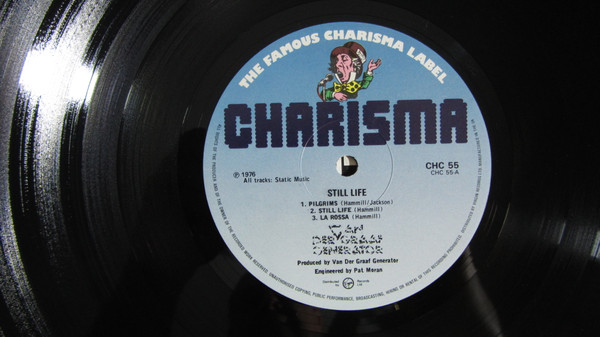 THE FAMOUS CHARISMA LABEL
CHARISMA
℗ 1976
All tracks: Static Music
CHC 55
CHC 55-A
STILL LIFE
1. PILGRIMS (Hammill/Jackson)
2. STILL LIFE (Hammill)
3. LA ROSSA (Hammill)
VAN
DER GRAAF
GENERATOR
Produced by Van Der Graaf Generator
Engineered by Pat Moran